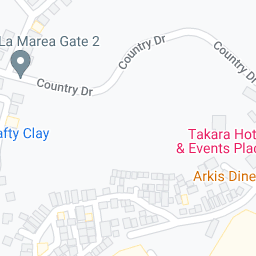 La Marea Gate 2
Country Dr
Country Dr
Country Dr
afty Clay
Takara Hot
& Events Plac
Arkis Dine